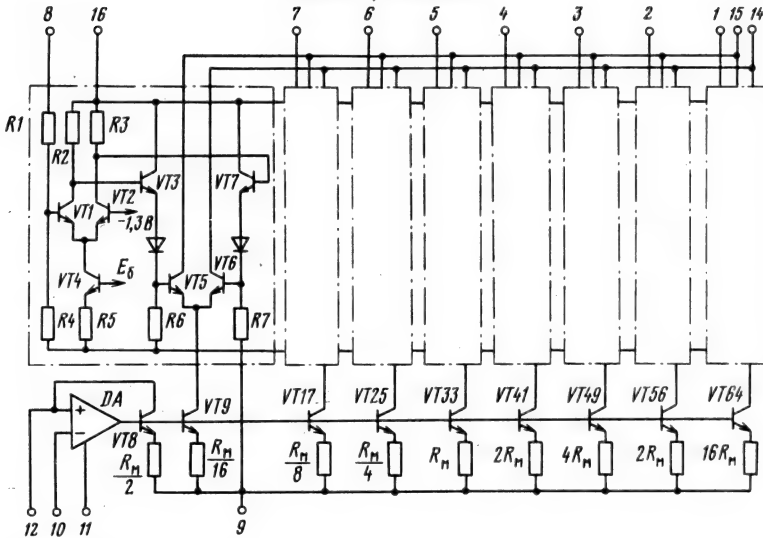 8 16 7 6 5 4 3 2 1 15 14
R1 R3
R2
VT3 VT7
VT1 VT2
-1,3 В
VT6
VT4 Eб VT5
R4 R5 R6 R7
DA
VT8 VT9 VT17 VT25 VT33 VT41 VT49 VT56 VT64
+
−
Rм/2 Rм/16 Rм/8 Rм/4 Rм 2Rм 4Rм 2Rм 16Rм
12 10 11 9